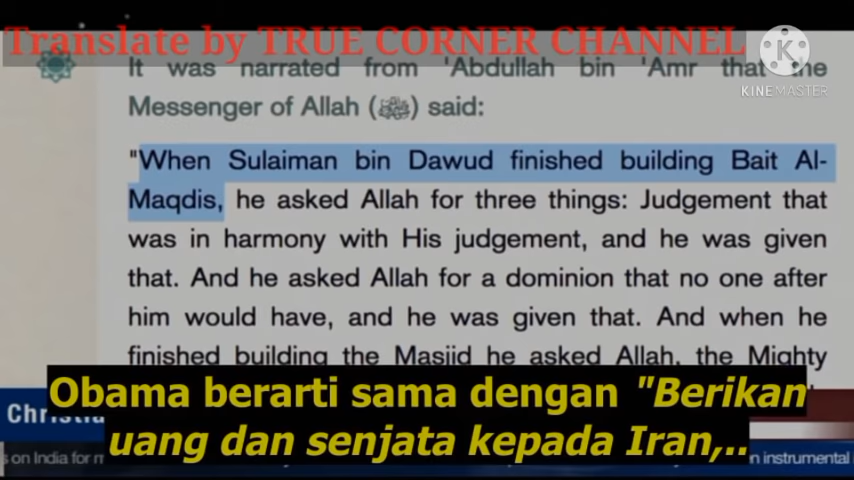 Translate by TRUE CORNER CHANNEL
KINEMASTER
It was narrated from 'Abdullah bin 'Amr that the
Messenger of Allah (ﷺ) said:
"When Sulaiman bin Dawud finished building Bait Al-
Maqdis, he asked Allah for three things: Judgement that
was in harmony with His judgement, and he was given
that. And he asked Allah for a dominion that no one after
him would have, and he was given that. And when he
finished building the Masjid he asked Allah, the Mighty
Obama berarti sama dengan "Berikan
uang dan senjata kepada Iran,..
on India for
instrumental